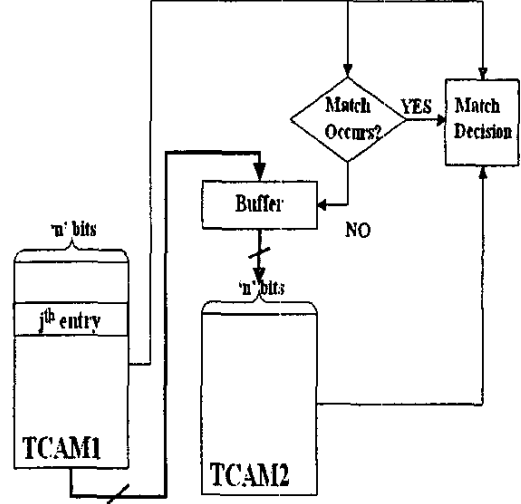 Match
Occurs?
YES
Match
Decision
Buffer
NO
'n' bits
jth entry
TCAM1
'n' bits
TCAM2